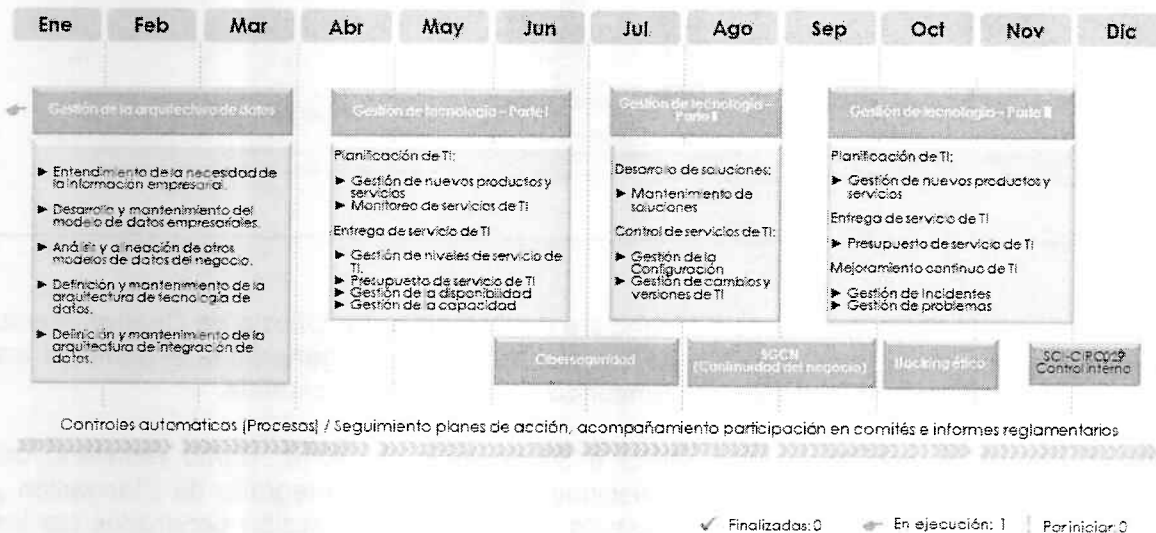 Ene Feb Mar Abr May Jun Jul Ago Sep Oct Nov Dic
Gestión de la arquitectura de datos
► Entendimiento de la necesidad de
la información empresarial.
► Desarrollo y mantenimiento del
modelo de datos empresariales.
► Análisis y alineación de otros
modelos de datos del negocio.
► Definición y mantenimiento de la
arquitectura de tecnología de
datos.
► Definición y mantenimiento de la
arquitectura de integración de
datos.
Gestión de tecnología – Parte I
Planificación de TI:
► Gestión de nuevos productos y
servicios
► Monitoreo de servicios de TI
Entrega de servicio de TI
► Gestión de niveles de servicio de
TI.
► Presupuesto de servicio de TI
► Gestión de la disponibilidad
► Gestión de la capacidad
Gestión de tecnología –
Parte II
Desarrollo de soluciones:
► Mantenimiento de
soluciones
Control de servicios de TI:
► Gestión de la
Configuración
► Gestión de cambios y
versiones de TI
Gestión de tecnología – Parte
Planificación de TI:
► Gestión de nuevos productos y
servicios
Entrega de servicio de TI
► Presupuesto de servicio de TI
Mejoramiento continuo de TI
► Gestión de Incidentes
► Gestión de problemas
Ciberseguridad
SGCN
(Continuidad del negocio)
Hacking ético
Control interno
Controles automáticos (Procesos) / Seguimiento planes de acción, acompañamiento participación en comités e informes reglamentarios
✓ Finalizadas: 0 En ejecución: 1 ! Por iniciar: 0